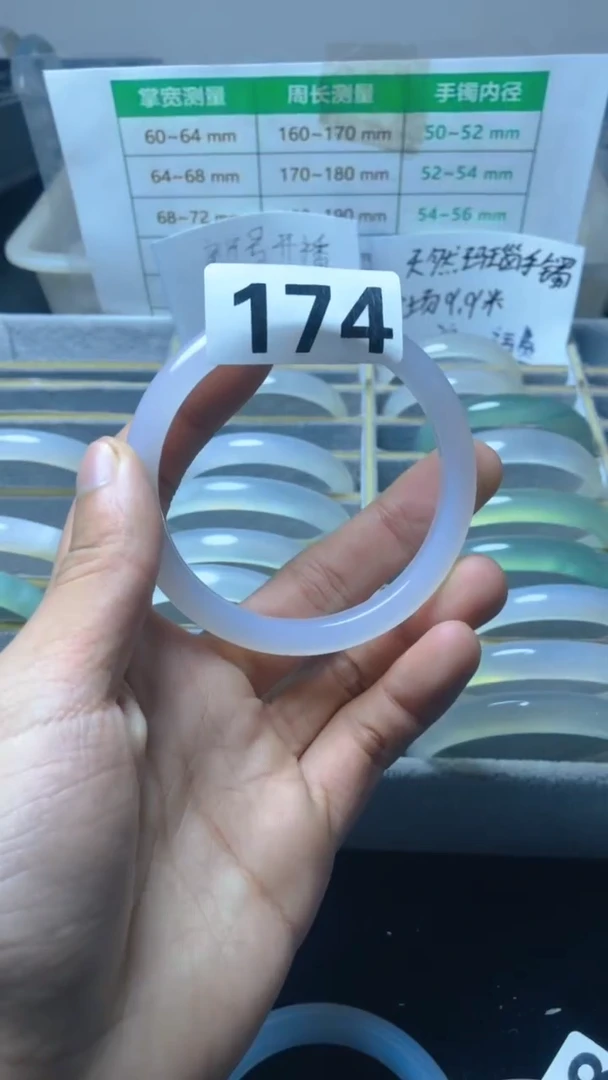 掌宽测量 周长测量 手镯内径
60~64 mm 160~170 mm 50~52 mm
64~68 mm 170~180 mm 52~54 mm
68~72 mm 190 mm 54~56 mm
天然玛瑙手镯
9.9米
174